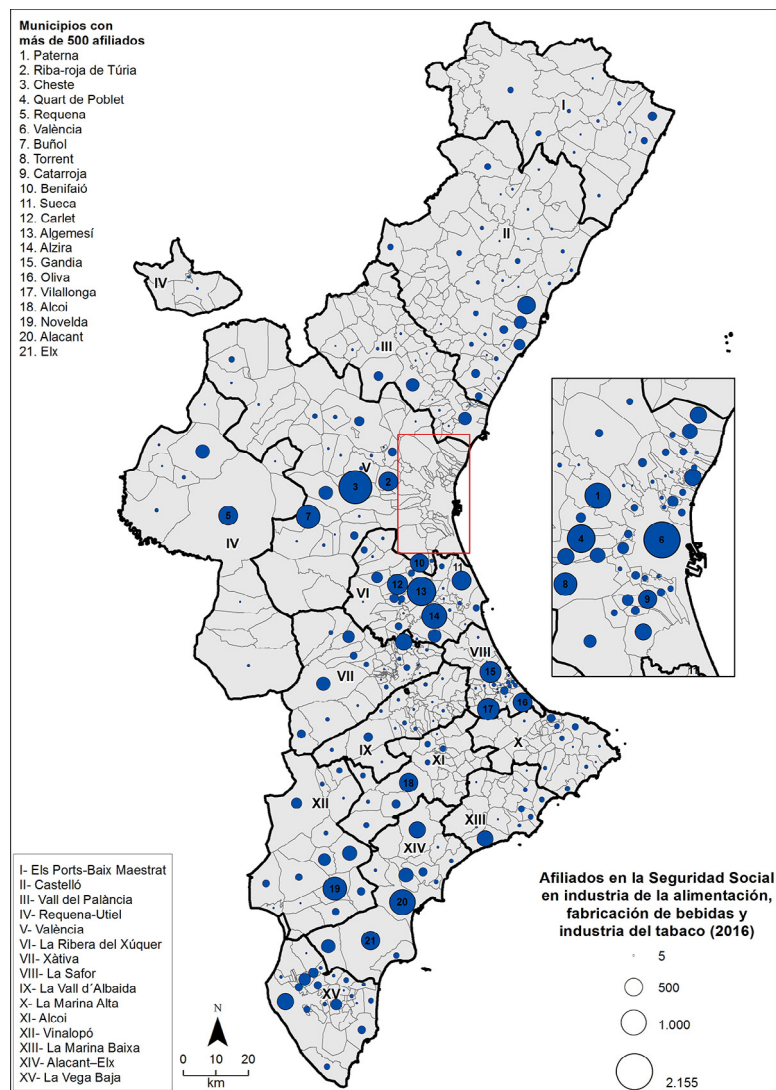 Municipios con
más de 500 afiliados
1. Paterna
2. Riba-roja de Túria
3. Cheste
4. Quart de Poblet
5. Requena
6. València
7. Buñol
8. Torrent
9. Catarroja
10. Benifaió
11. Sueca
12. Carlet
13. Algemesí
14. Alzira
15. Gandia
16. Oliva
17. Vilallonga
18. Alcoi
19. Novelda
20. Alacant
21. Elx
I
II
IV
III
V
2
3
5
7
IV
1
6
4
8
9
11
10
11
12
13
VI
14
VIII
15
VII
16
17
X
IX
XI
18
XII
XIII
XIV
19
20
21
XV
I- Els Ports-Baix Maestrat
II- Castelló
III- Vall del Palància
IV- Requena-Utiel
V- València
VI- La Ribera del Xúquer
VII- Xàtiva
VIII- La Safor
IX- La Vall d´Albaida
X- La Marina Alta
XI- Alcoi
XII- Vinalopó
XIII- La Marina Baixa
XIV- Alacant–Elx
XV- La Vega Baja
N
0 10 20
km
Afiliados en la Seguridad Social
en industria de la alimentación,
fabricación de bebidas y
industria del tabaco (2016)
5
500
1.000
2.155